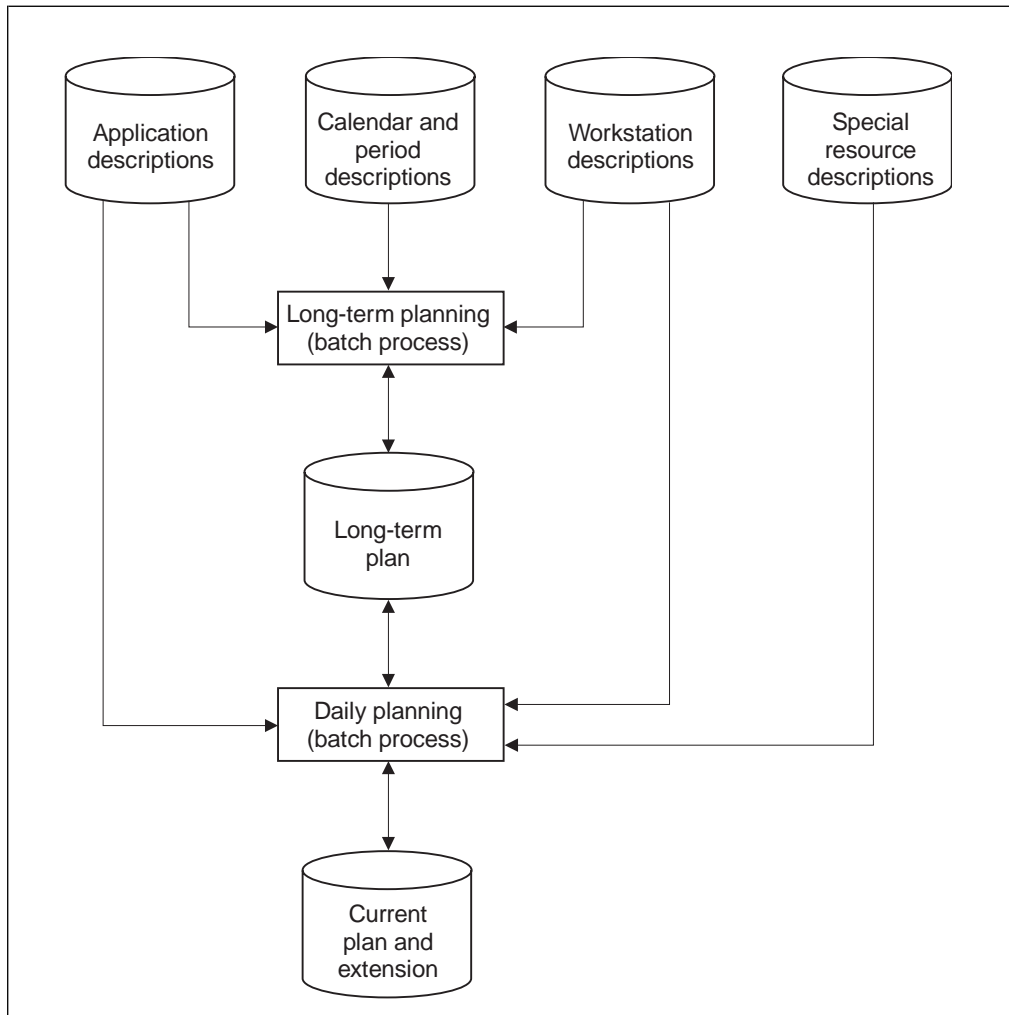 Application
descriptions
Calendar and
period
descriptions
Workstation
descriptions
Special
resource
descriptions
Long-term planning
(batch process)
Long-term
plan
Daily planning
(batch process)
Current
plan and
extension